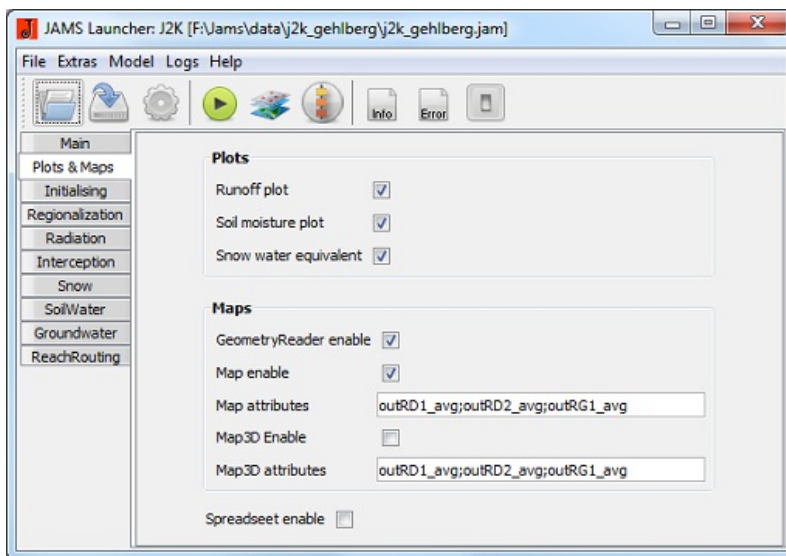 JAMS Launcher: J2K [F:\Jams\data\j2k_gehlberg\j2k_gehlberg.jam]
File Extras Model Logs Help
Info Error
Main
Plots & Maps
Initialising
Regionalization
Radiation
Interception
Snow
SoilWater
Groundwater
ReachRouting
Plots
Runoff plot
Soil moisture plot
Snow water equivalent
Maps
GeometryReader enable
Map enable
Map attributes outRD1_avg;outRD2_avg;outRG1_avg
Map3D Enable
Map3D attributes outRD1_avg;outRD2_avg;outRG1_avg
Spreadseet enable